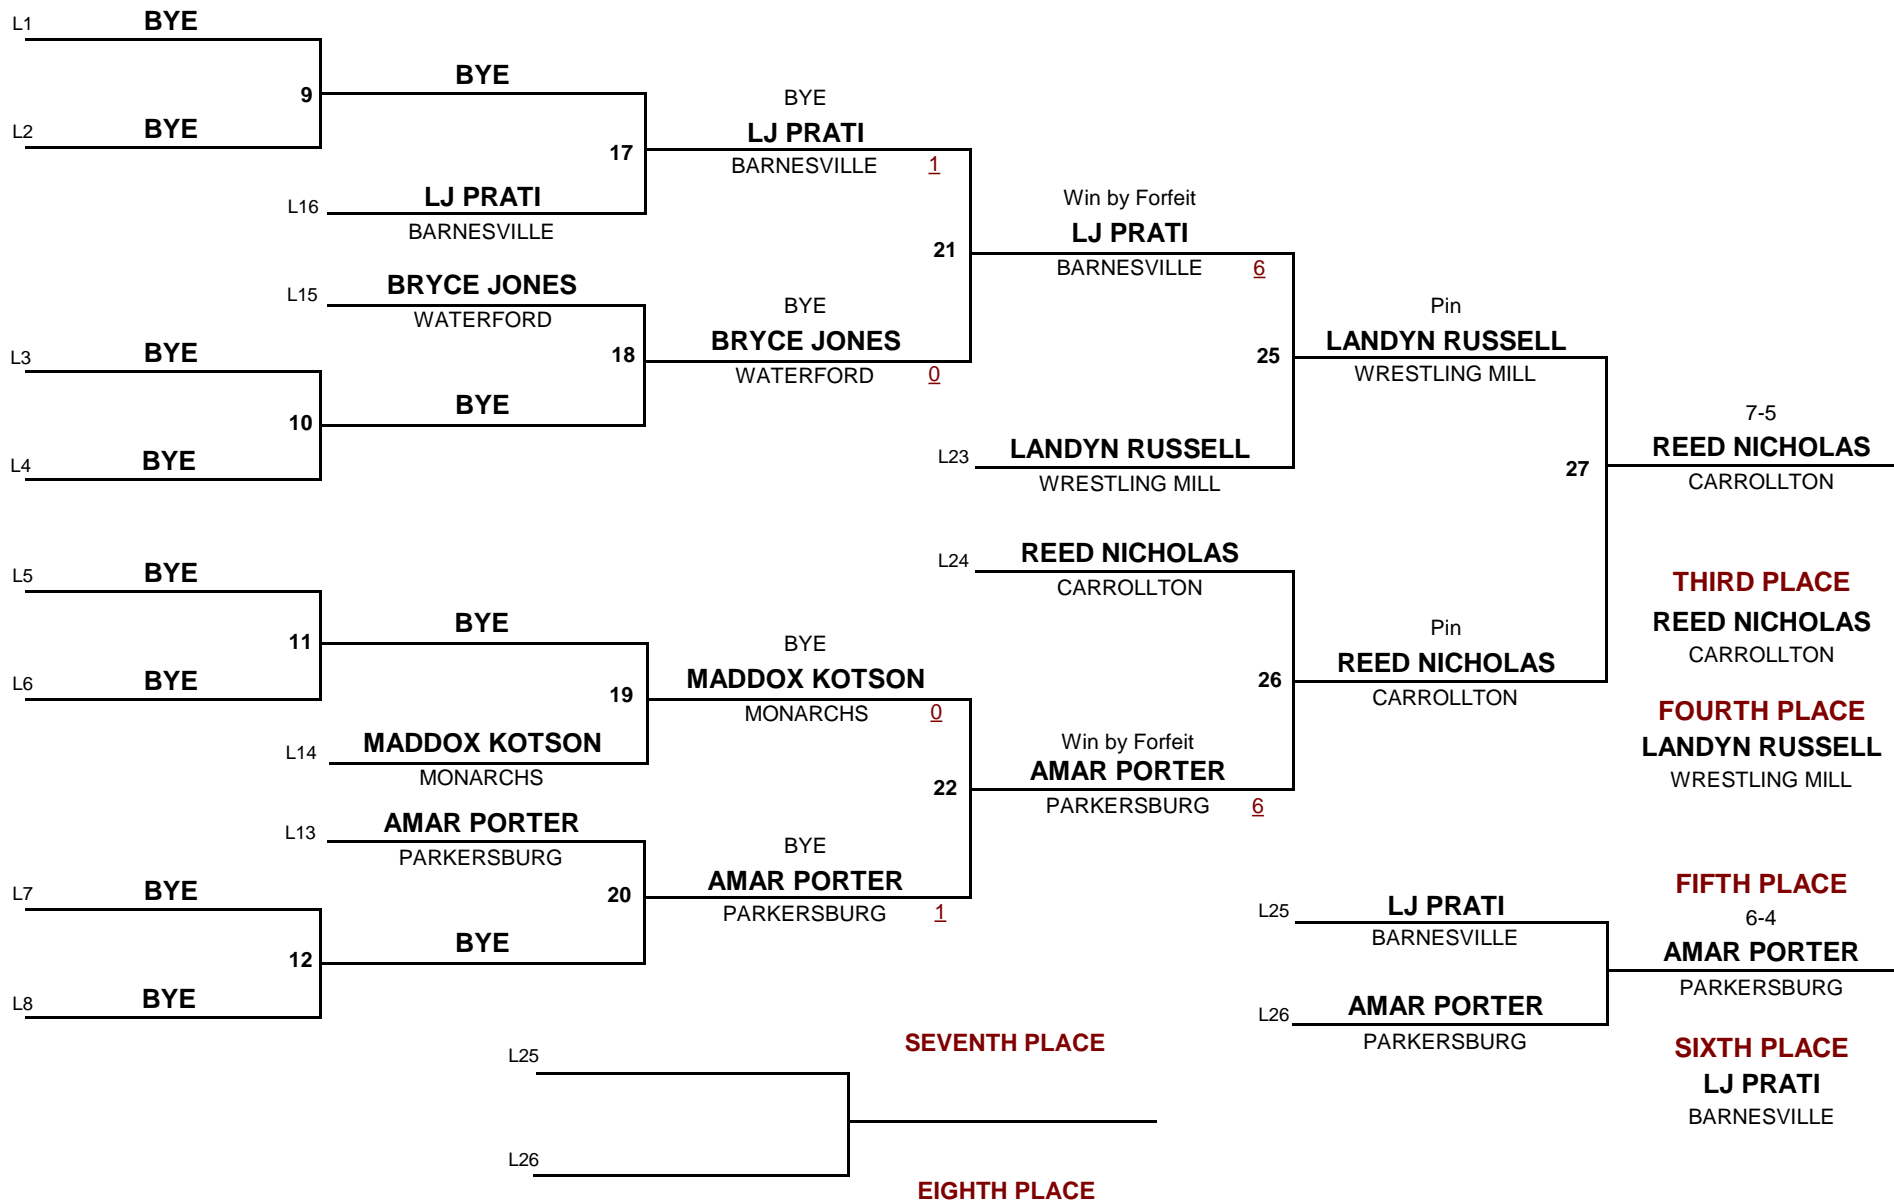 L1 BYE
9
BYE
L2 BYE
17
BYE
LJ PRATI
BARNESVILLE 1
L16 LJ PRATI
BARNESVILLE
21
Win by Forfeit
LJ PRATI
BARNESVILLE 6
L15 BRYCE JONES
WATERFORD
18
BYE
BRYCE JONES
WATERFORD 0
L3 BYE
10
BYE
L4 BYE
25
Pin
LANDYN RUSSELL
WRESTLING MILL
L23 LANDYN RUSSELL
WRESTLING MILL
27
7-5
REED NICHOLAS
CARROLLTON
L24 REED NICHOLAS
CARROLLTON
L5 BYE
11
BYE
L6 BYE
19
BYE
MADDOX KOTSON
MONARCHS 0
L14 MADDOX KOTSON
MONARCHS
26
Pin
REED NICHOLAS
CARROLLTON
THIRD PLACE
REED NICHOLAS
CARROLLTON
FOURTH PLACE
LANDYN RUSSELL
WRESTLING MILL
22
Win by Forfeit
AMAR PORTER
PARKERSBURG 6
L13 AMAR PORTER
PARKERSBURG
20
BYE
AMAR PORTER
PARKERSBURG 1
L7 BYE
12
BYE
L8 BYE
L25 LJ PRATI
BARNESVILLE
FIFTH PLACE
6-4
AMAR PORTER
PARKERSBURG
L26 AMAR PORTER
PARKERSBURG
SIXTH PLACE
LJ PRATI
BARNESVILLE
L25
SEVENTH PLACE
L26
EIGHTH PLACE